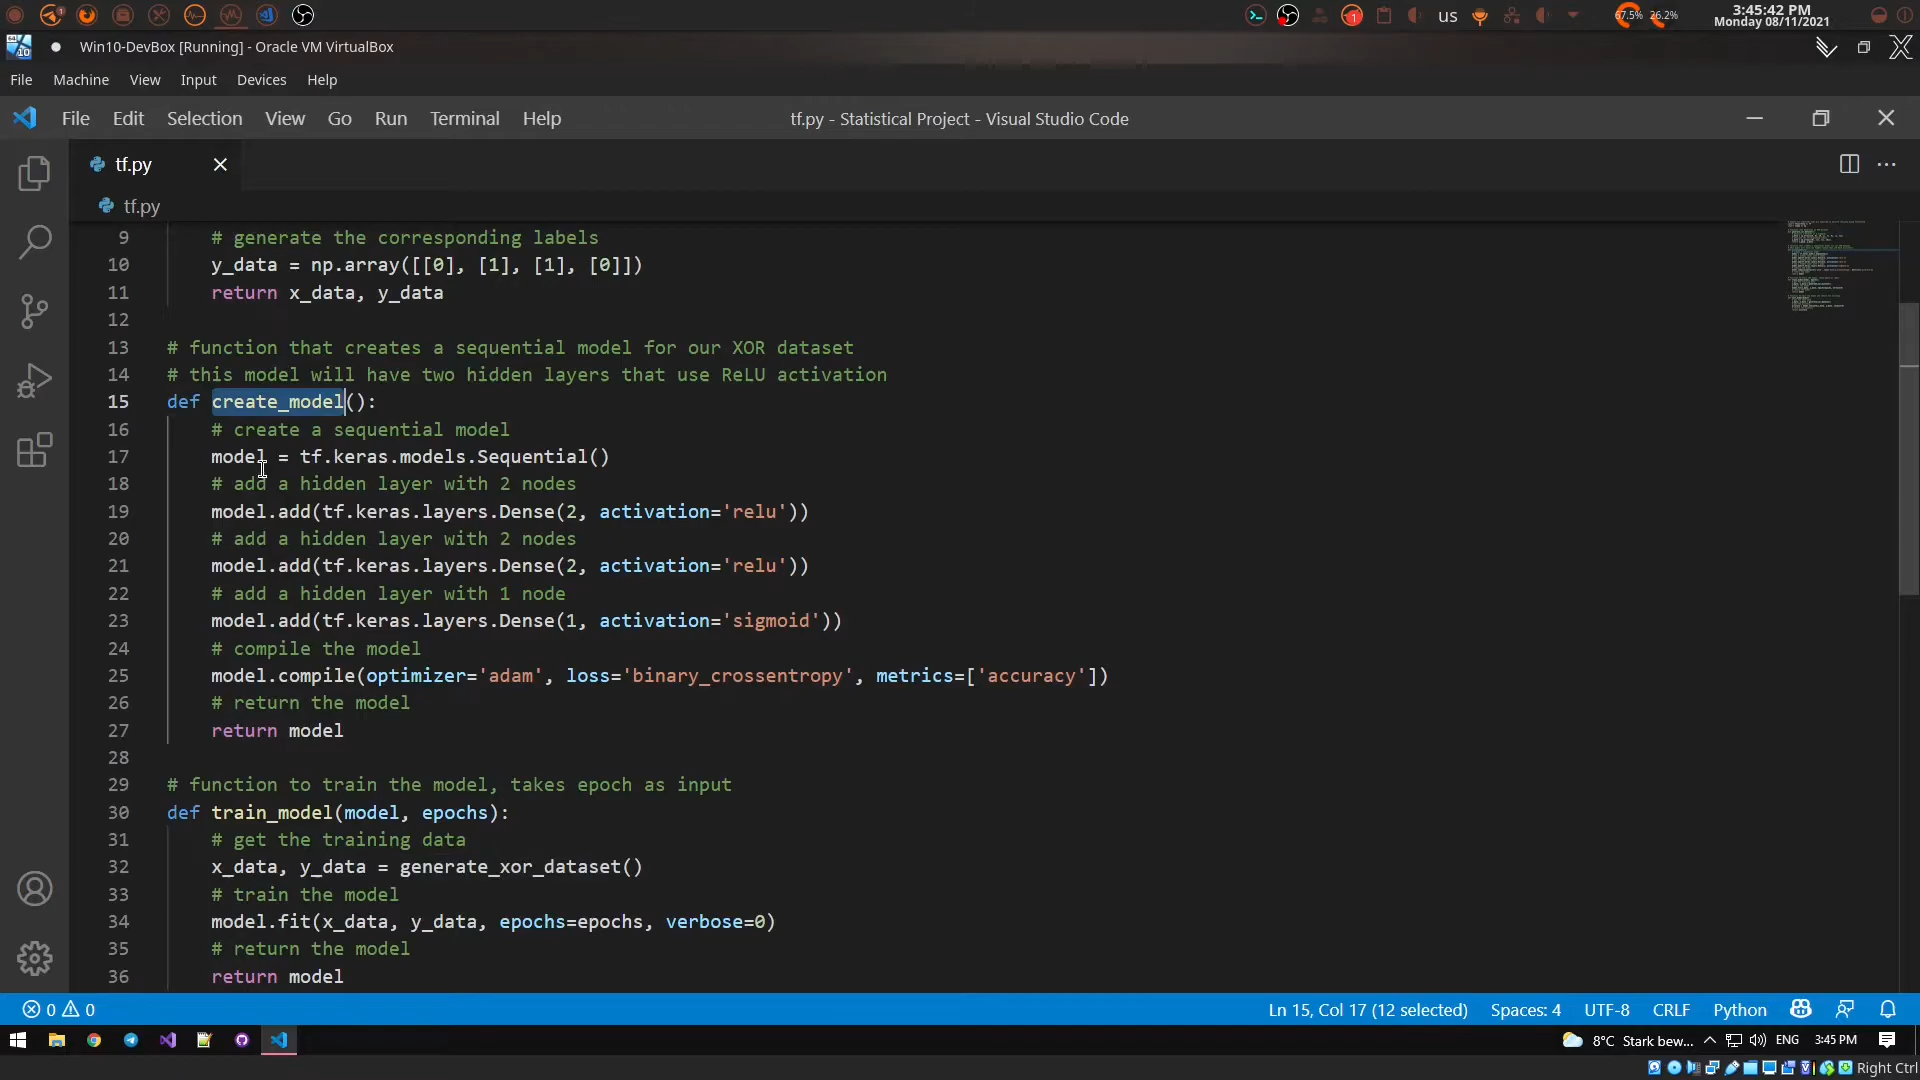 1
1
us
67.5% 26.2%
3:45:42 PM
Monday 08/11/2021
Win10-DevBox [Running] - Oracle VM VirtualBox
File Machine View Input Devices Help
File Edit Selection View Go Run Terminal Help
tf.py - Statistical Project - Visual Studio Code
tf.py
tf.py
9 # generate the corresponding labels
10 y_data = np.array([[0], [1], [1], [0]])
11 return x_data, y_data
12
13 # function that creates a sequential model for our XOR dataset
14 # this model will have two hidden layers that use ReLU activation
15 def create_model():
16 # create a sequential model
17 model = tf.keras.models.Sequential()
18 # add a hidden layer with 2 nodes
19 model.add(tf.keras.layers.Dense(2, activation='relu'))
20 # add a hidden layer with 2 nodes
21 model.add(tf.keras.layers.Dense(2, activation='relu'))
22 # add a hidden layer with 1 node
23 model.add(tf.keras.layers.Dense(1, activation='sigmoid'))
24 # compile the model
25 model.compile(optimizer='adam', loss='binary_crossentropy', metrics=['accuracy'])
26 # return the model
27 return model
28
29 # function to train the model, takes epoch as input
30 def train_model(model, epochs):
31 # get the training data
32 x_data, y_data = generate_xor_dataset()
33 # train the model
34 model.fit(x_data, y_data, epochs=epochs, verbose=0)
35 # return the model
36 return model
0 0
Ln 15, Col 17 (12 selected) Spaces: 4 UTF-8 CRLF Python
8°C Stark bew... ENG 3:45 PM
Right Ctrl